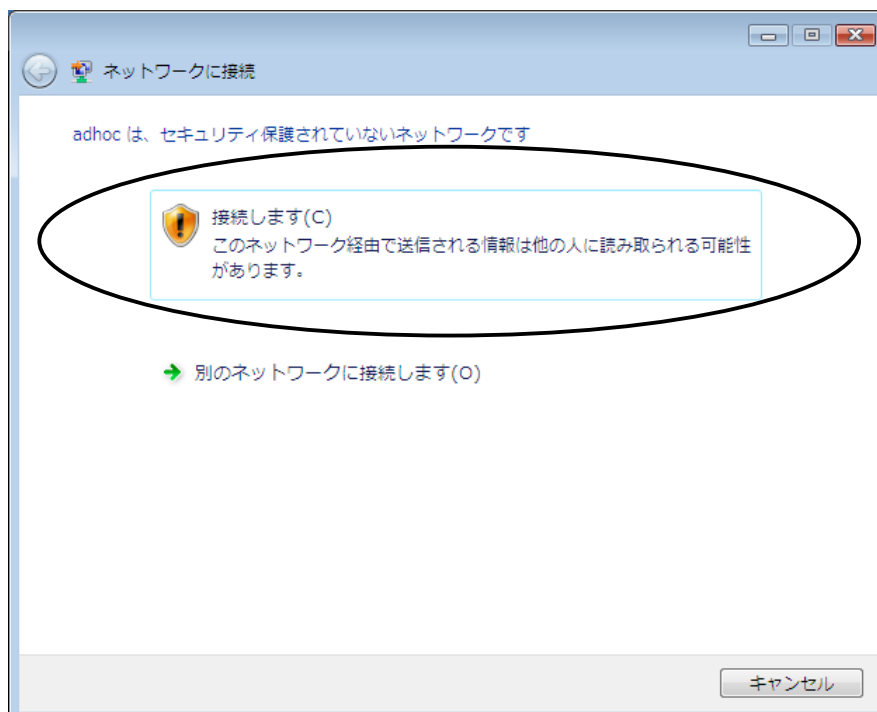 ネットワークに接続
adhoc は、セキュリティ保護されていないネットワークです
接続します(C)
このネットワーク経由で送信される情報は他の人に読み取られる可能性
があります。
別のネットワークに接続します(O)
キャンセル